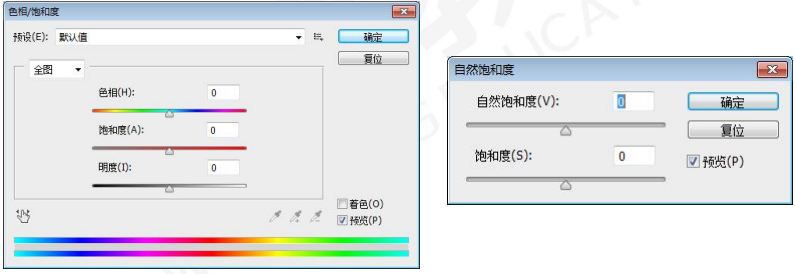 色相/饱和度
预设(E): 默认值
确定
复位
全图
色相(H): 0
饱和度(A): 0
明度(I): 0
着色(O)
预览(P)
自然饱和度
自然饱和度(V): 0
确定
复位
饱和度(S): 0
预览(P)